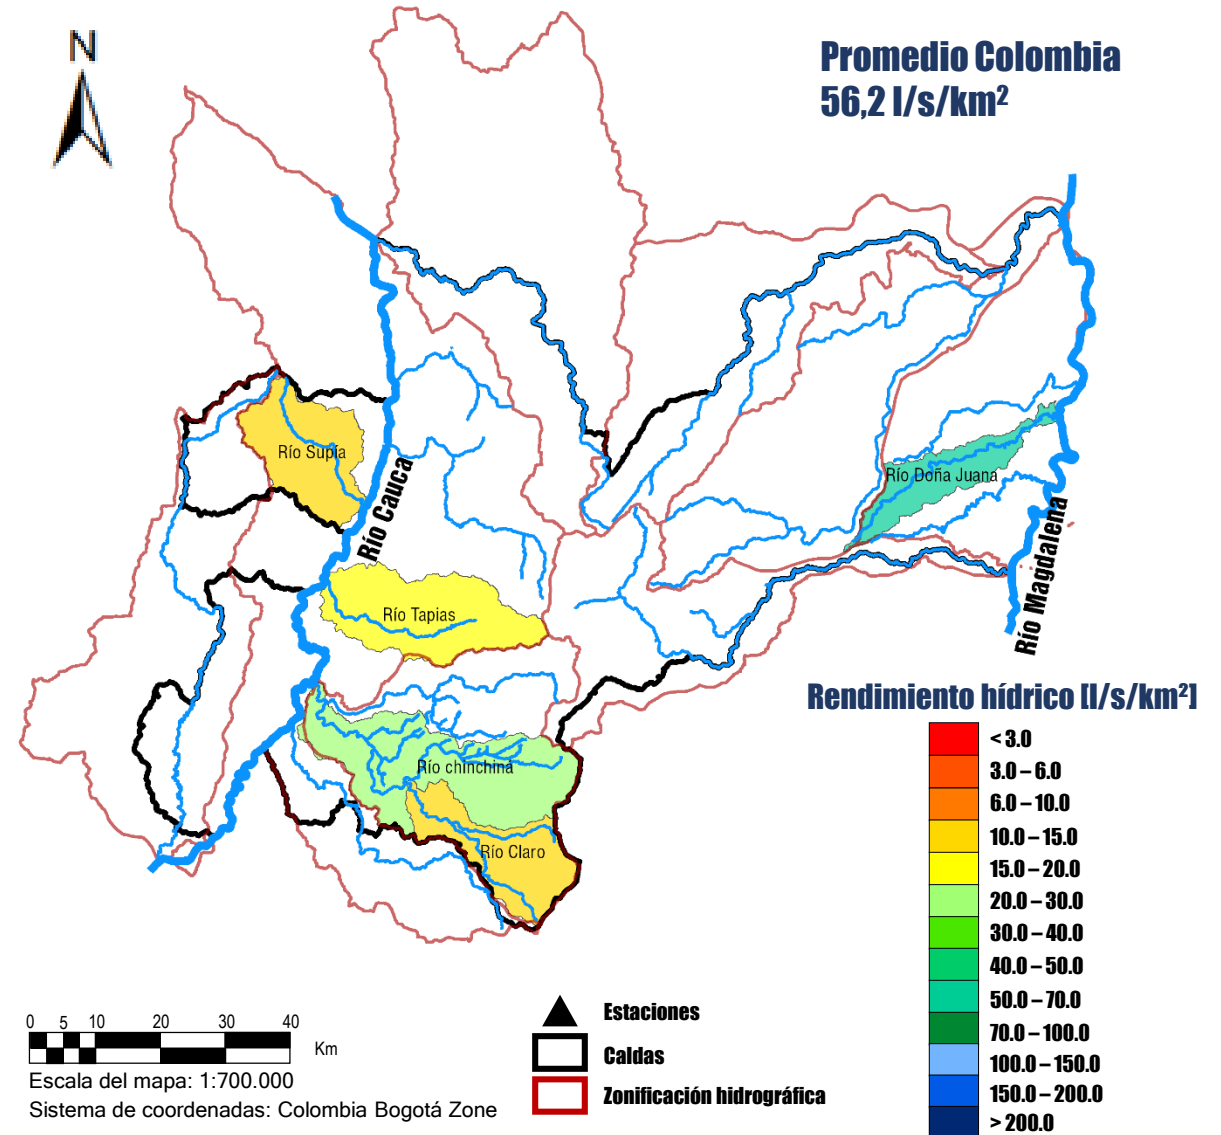 N
Promedio Colombia
56,2 l/s/km²
Río Supía
Río Cauca
Río Doña Juana
Río Magdalena
Río Tapias
Río chinchiná
Río Claro
Rendimiento hídrico [l/s/km²]
< 3.0
3.0 – 6.0
6.0 – 10.0
10.0 – 15.0
15.0 – 20.0
20.0 – 30.0
30.0 – 40.0
40.0 – 50.0
50.0 – 70.0
70.0 – 100.0
100.0 – 150.0
150.0 – 200.0
> 200.0
0 5 10 20 30 40
Km
Escala del mapa: 1:700.000
Sistema de coordenadas: Colombia Bogotá Zone
Estaciones
Caldas
Zonificación hidrográfica